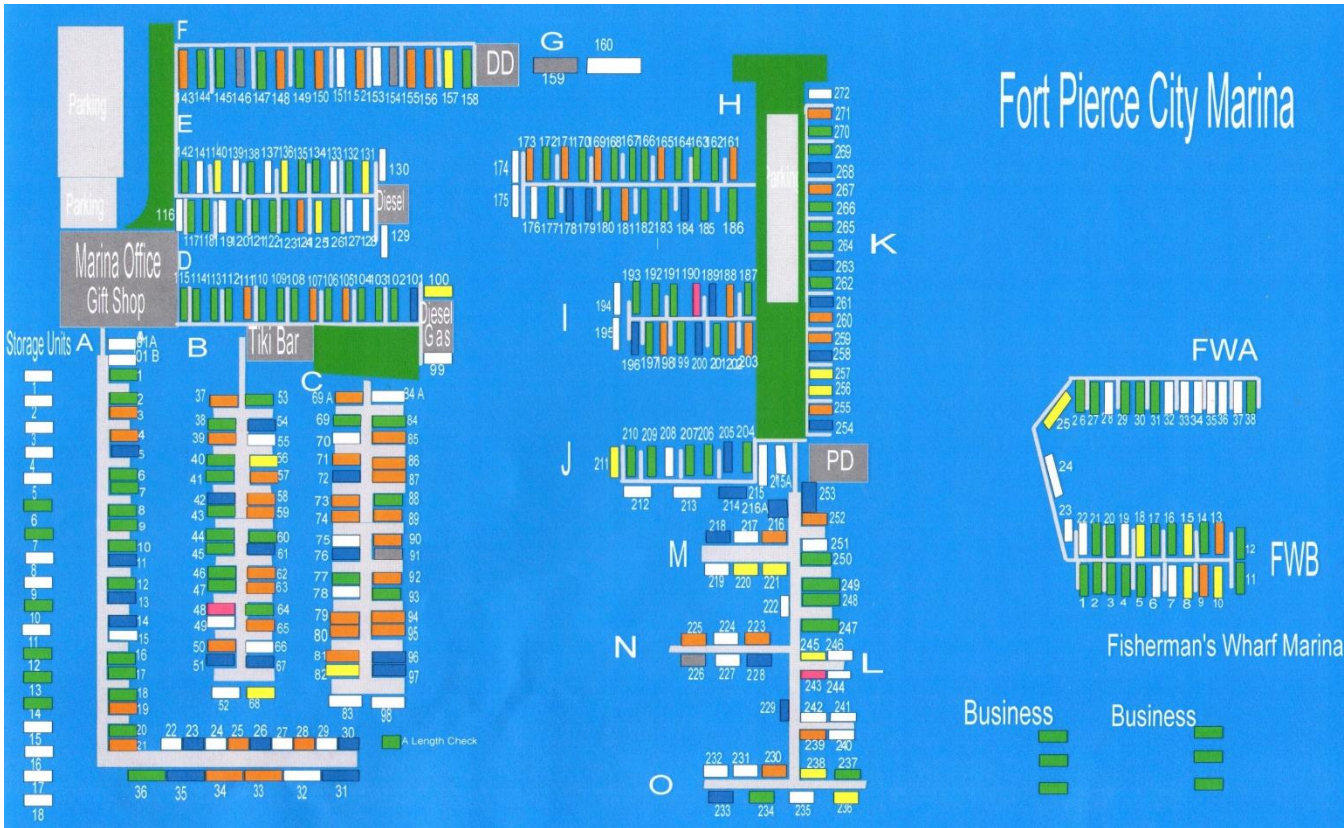 F
G
160
DD
159
143 144 145 146 147 148 149 150 1511 52 153 154 155 156 157 158
Parking
Fort Pierce City Marina
H
272
271
270
269
268
267
266
265
264
263
262
261
260
259
258
257
256
255
254
K
Parking
E
142 141 140 139 138 137 136 135 134 133 132 131
130
Diesel
129
Parking
116
117 118 119 120 121 122 123 124 125 126 127 128
173 172 171 170 169 168 167 166 165 164 163 162 161
174
175
176 177 178 179 180 181 182 183 184 185 186
Marina Office
Gift Shop
D
115 114 113 112 111 110 109 108 107 106 105 104 103 102 101 100
Diesel
Gas
99
I
193 192 191 190 189 188 187
194
195
196 197 198 199 200 201 202 203
Storage Units
1
2
3
4
5
6
7
8
9
10
11
12
13
14
15
16
17
18
A
01A
01 B
1
2
3
4
5
6
7
8
9
10
11
12
13
14
15
16
17
18
19
20
21
22 23 24 25 26 27 28 29 30
36 35 34 33 32 31
B
Tiki Bar
37 53
38 54
39 55
40 56
41 57
42 58
43 59
44 60
45 61
46 62
47 63
48 64
49 65
50 66
51 67
52 68
C
69 A 84 A
69 84
70 85
71 86
72 87
73 88
74 89
75 90
76 91
77 92
78 93
79 94
80 95
81 96
82 97
83 98
A Length Check
J
211
210 209 208 207 206 205 204
212 213 214 215 215A
216A
PD
253
252
251
250
249
248
247
M
218 217 216
219 220 221
222
N
225 224 223
226 227 228
245 246
L
243 244
229
242 241
239 240
O
232 231 230 238 237
233 234 235 236
FWA
25
26 27 28 29 30 31 32 33 34 35 36 37 38
24
23
22 21 20 19 18 17 16 15 14 13
12
FWB
11
1 2 3 4 5 6 7 8 9 10
Fisherman's Wharf Marina
Business
Business